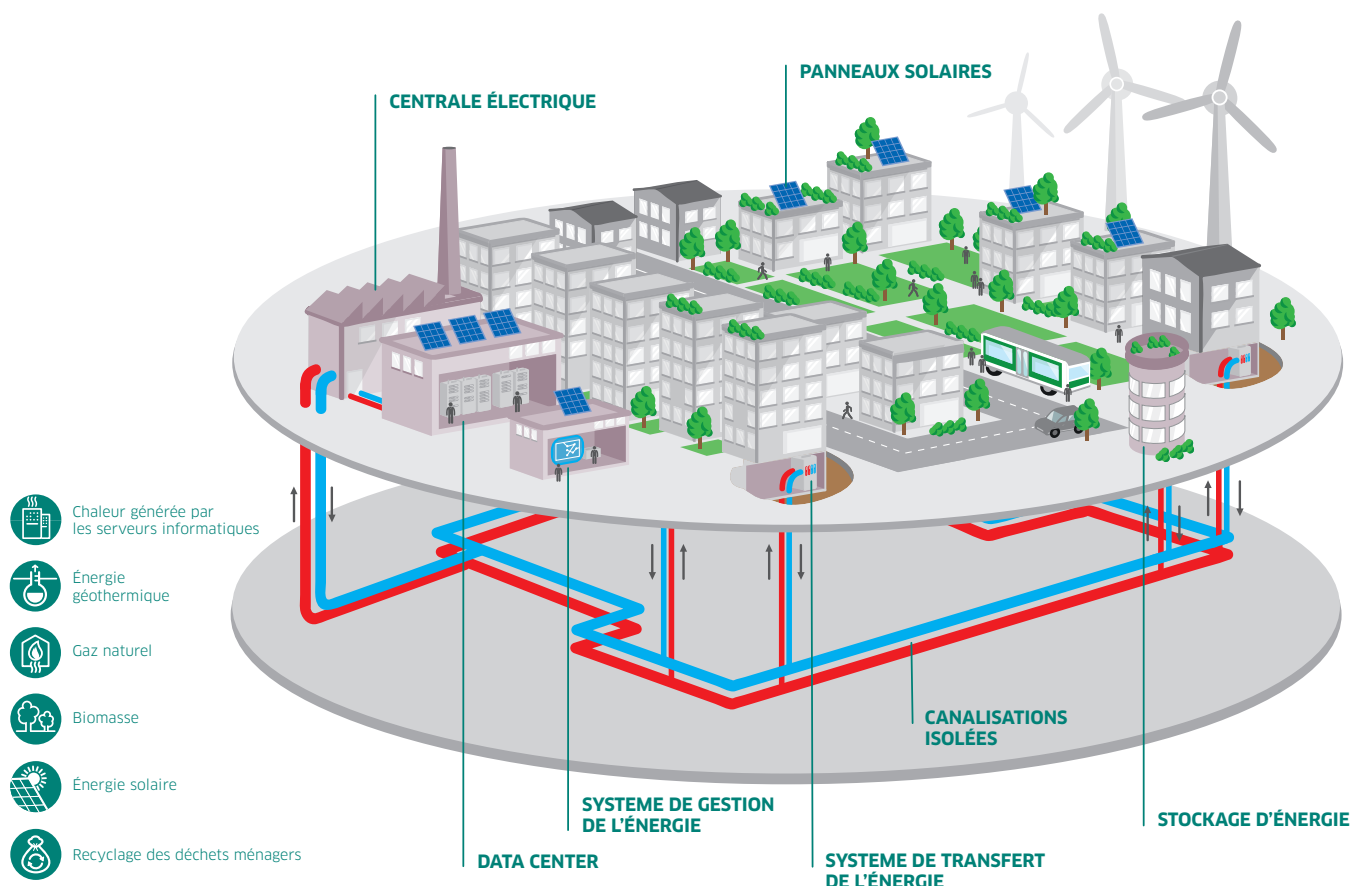 PANNEAUX SOLAIRES
CENTRALE ÉLECTRIQUE
Chaleur générée par
les serveurs informatiques
Énergie
géothermique
Gaz naturel
Biomasse
Énergie solaire
Recyclage des déchets ménagers
CANALISATIONS
ISOLÉES
SYSTEME DE GESTION
DE L'ÉNERGIE
STOCKAGE D'ÉNERGIE
DATA CENTER
SYSTEME DE TRANSFERT
DE L'ÉNERGIE